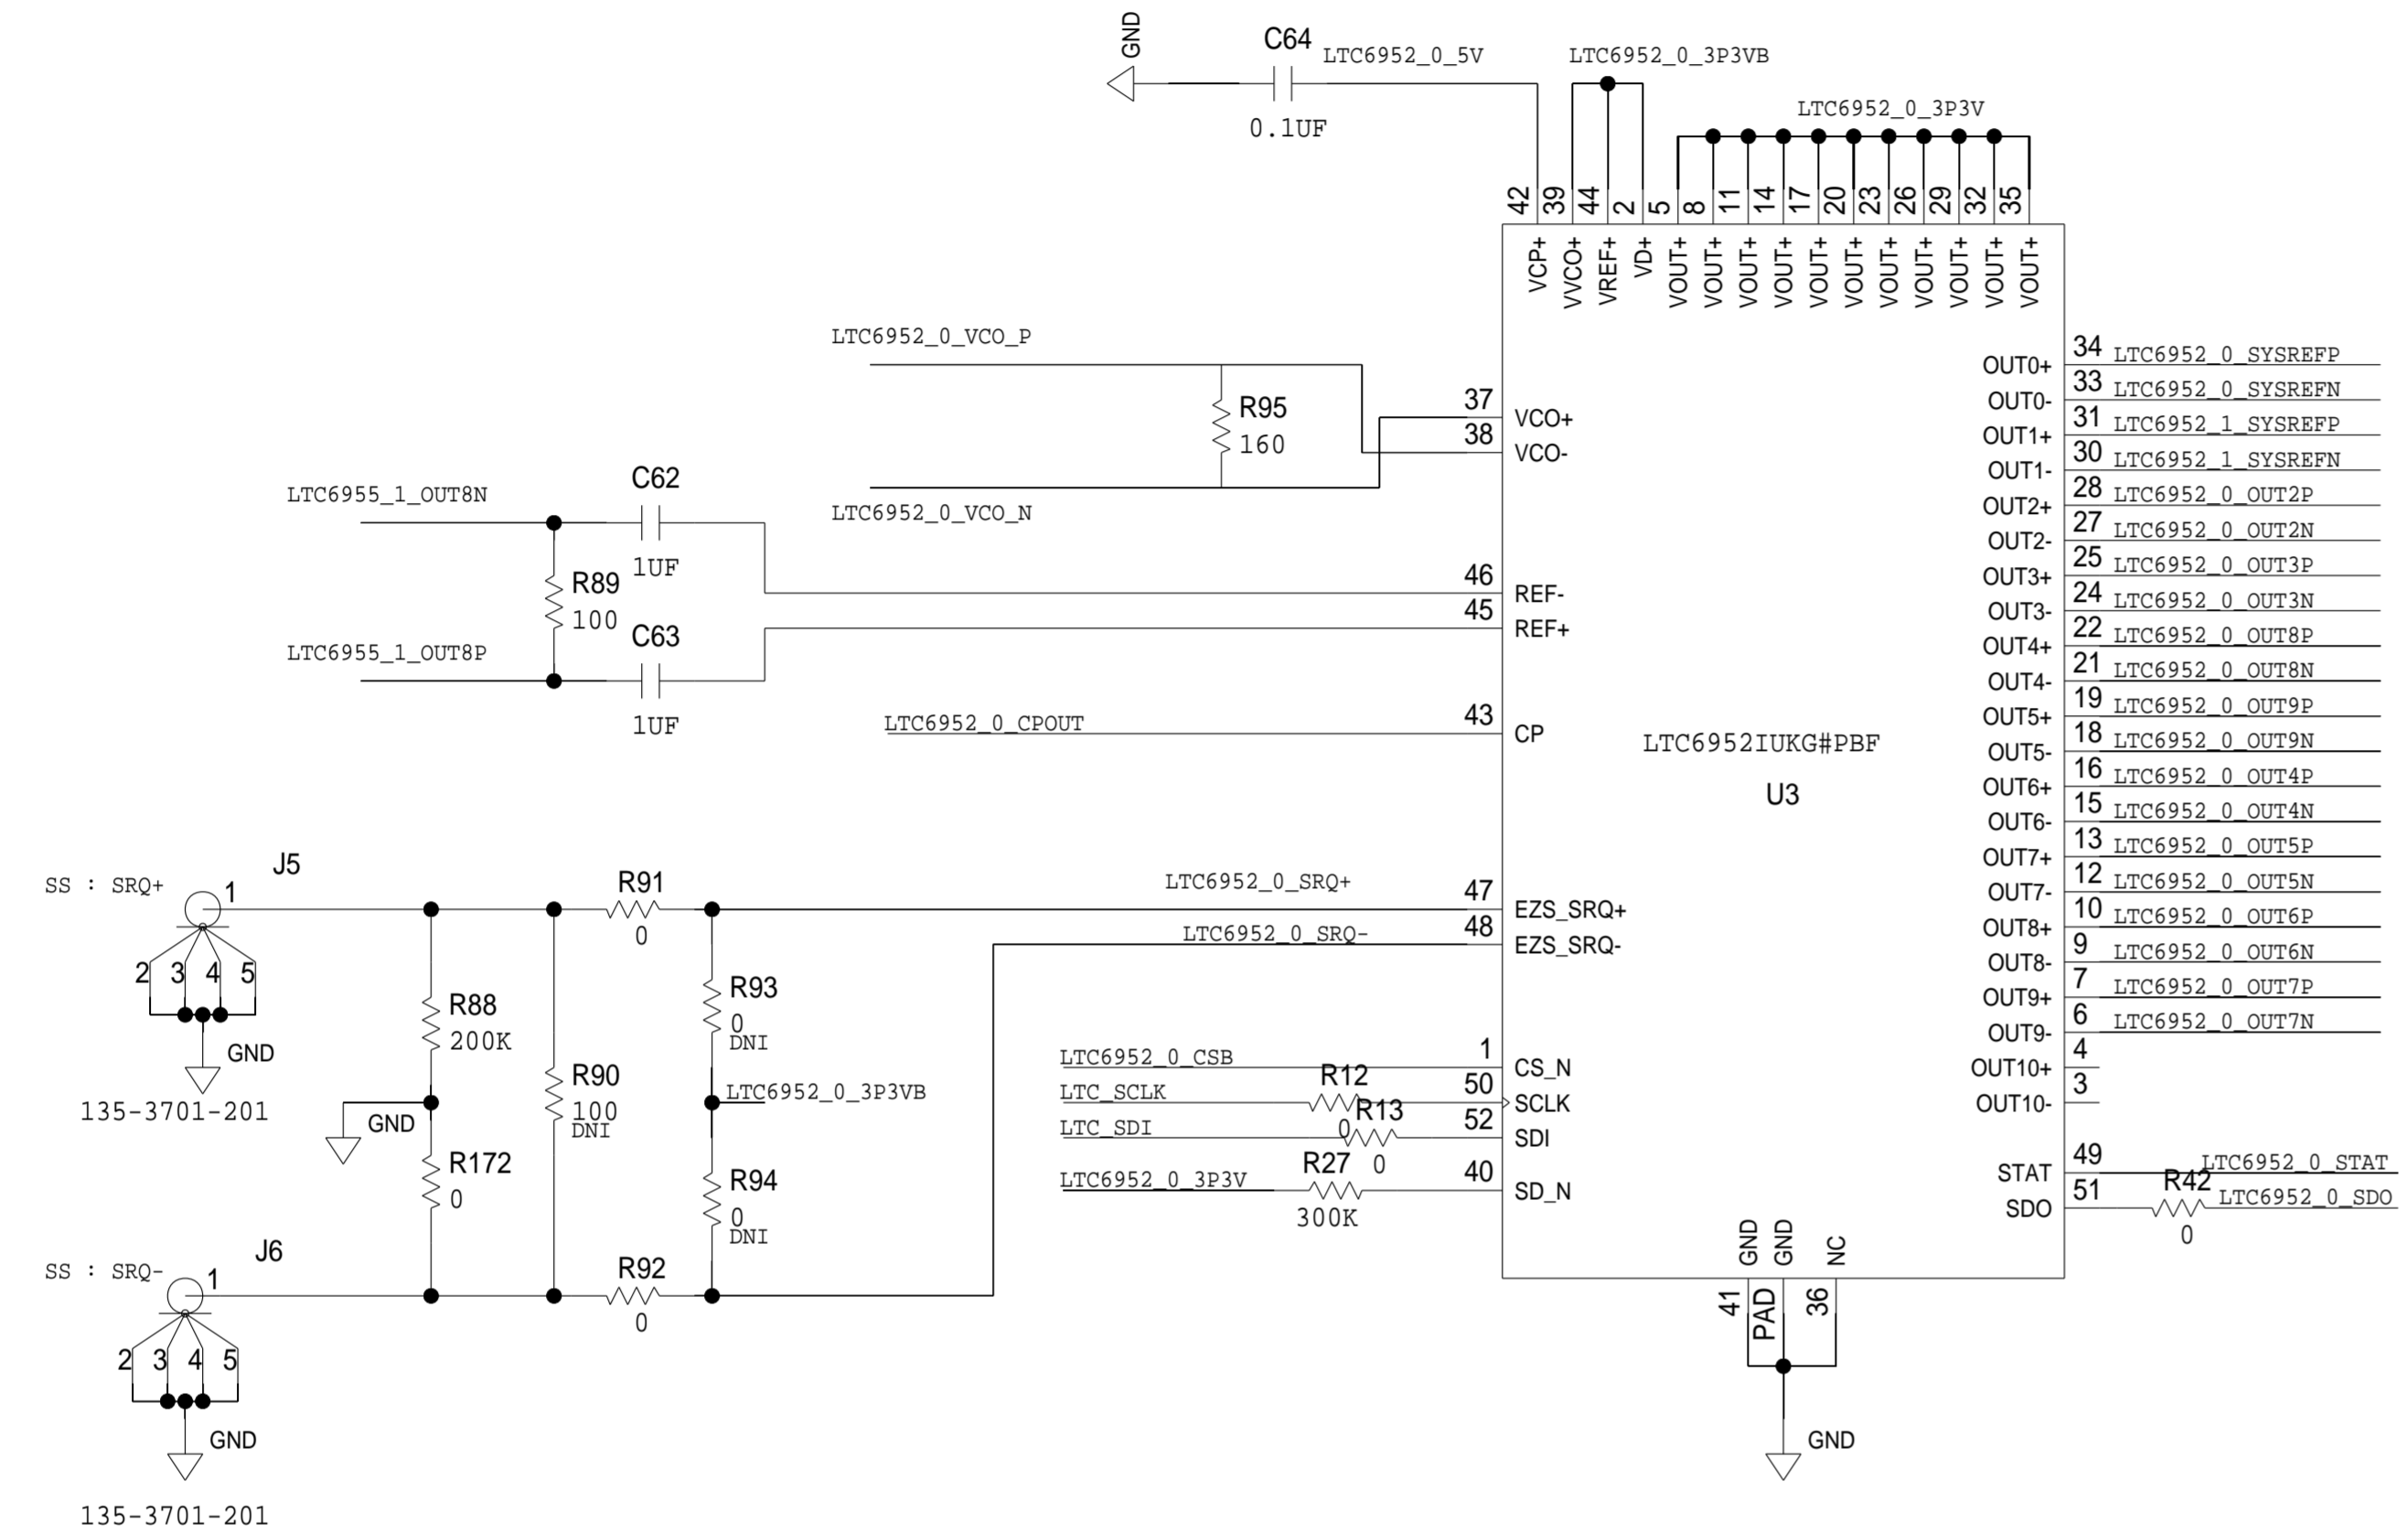 GND
C64
LTC6952_0_5V
0.1UF
LTC6952_0_3P3VB
LTC6952_0_3P3V
42 39 44 2 5 8 11 14 17 20 23 26 29 32 35
VCP+ VVCO+ VREF+ VD+ VOUT+ VOUT+ VOUT+ VOUT+ VOUT+ VOUT+ VOUT+ VOUT+ VOUT+ VOUT+ VOUT+
LTC6952_0_VCO_P
R95
160
LTC6952_0_VCO_N
37 VCO+
38 VCO-
LTC6955_1_OUT8N
C62
1UF
R89
100
LTC6955_1_OUT8P
C63
1UF
46 REF-
45 REF+
LTC6952_0_CPOUT
43 CP
LTC6952IUKG#PBF
U3
OUT0+ 34 LTC6952_0_SYSREFP
OUT0- 33 LTC6952_0_SYSREFN
OUT1+ 31 LTC6952_1_SYSREFP
OUT1- 30 LTC6952_1_SYSREFN
OUT2+ 28 LTC6952_0_OUT2P
OUT2- 27 LTC6952_0_OUT2N
OUT3+ 25 LTC6952_0_OUT3P
OUT3- 24 LTC6952_0_OUT3N
OUT4+ 22 LTC6952_0_OUT8P
OUT4- 21 LTC6952_0_OUT8N
OUT5+ 19 LTC6952_0_OUT9P
OUT5- 18 LTC6952_0_OUT9N
OUT6+ 16 LTC6952_0_OUT4P
OUT6- 15 LTC6952_0_OUT4N
OUT7+ 13 LTC6952_0_OUT5P
OUT7- 12 LTC6952_0_OUT5N
OUT8+ 10 LTC6952_0_OUT6P
OUT8- 9 LTC6952_0_OUT6N
OUT9+ 7 LTC6952_0_OUT7P
OUT9- 6 LTC6952_0_OUT7N
OUT10+ 4
OUT10- 3
STAT 49 LTC6952_0_STAT
SDO 51 R42 LTC6952_0_SDO
0
SS : SRQ+
J5
1
2 3 4 5
GND
135-3701-201
R91
0
LTC6952_0_SRQ+
47 EZS_SRQ+
LTC6952_0_SRQ-
48 EZS_SRQ-
R88
200K
GND
R172
0
R90
100
DNI
R93
0
DNI
LTC6952_0_3P3VB
R94
0
DNI
R92
0
SS : SRQ-
J6
1
2 3 4 5
GND
135-3701-201
LTC6952_0_CSB
1 CS_N
LTC_SCLK
R12
0
50 SCLK
LTC_SDI
R13
0
52 SDI
LTC6952_0_3P3V
R27
300K
40 SD_N
GND GND NC
41 PAD 36
GND